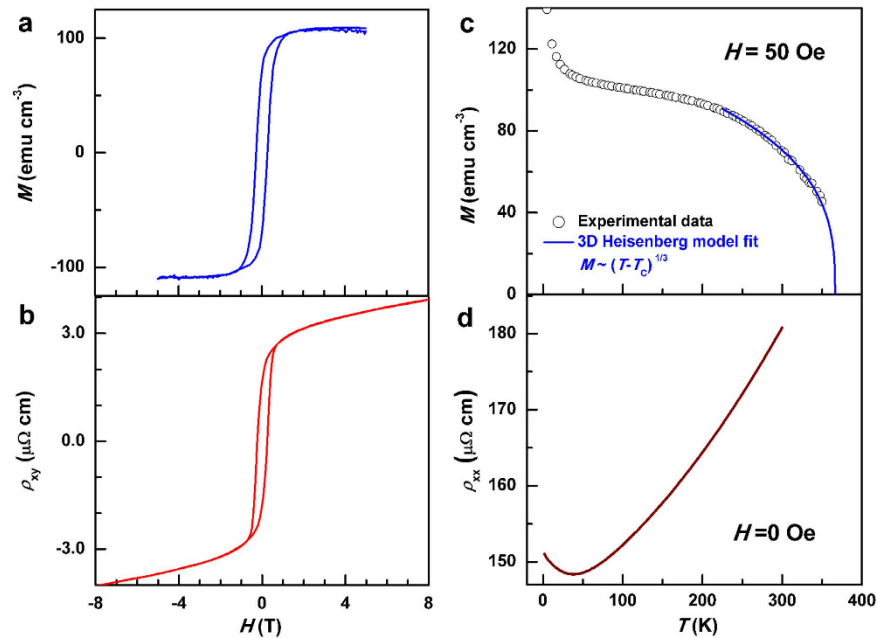 a
100
0
-100
M (emu cm-3)
b
3.0
0.0
-3.0
ρxy (μΩ cm)
-8 -4 0 4 8
H (T)
c
H = 50 Oe
120
80
40
0
M (emu cm-3)
Experimental data
3D Heisenberg model fit
M ~ (T-TC)1/3
d
180
170
160
150
ρxx (μΩ cm)
H =0 Oe
0 100 200 300 400
T (K)